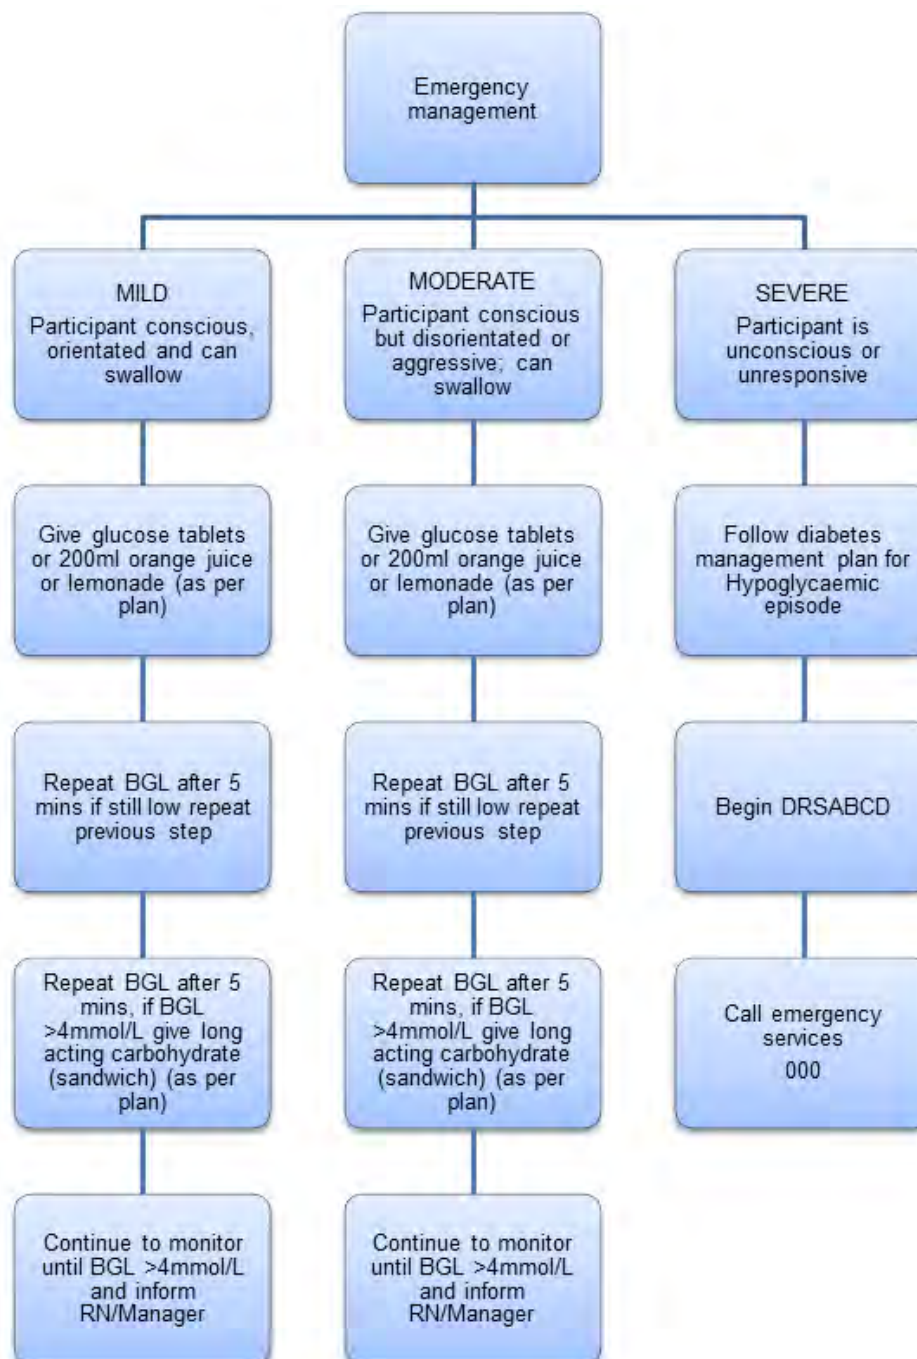 Emergency
management
MILD
Participant conscious,
orientated and can
swallow
MODERATE
Participant conscious
but disorientated or
aggressive; can
swallow
SEVERE
Participant is
unconscious or
unresponsive
Give glucose tablets
or 200ml orange juice
or lemonade (as per
plan)
Give glucose tablets
or 200ml orange juice
or lemonade (as per
plan)
Follow diabetes
management plan for
Hypoglycaemic
episode
Repeat BGL after 5
mins if still low repeat
previous step
Repeat BGL after 5
mins if still low repeat
previous step
Begin DRSABCD
Repeat BGL after 5
mins, if BGL
>4mmol/L give long
acting carbohydrate
(sandwich) (as per
plan)
Repeat BGL after 5
mins, if BGL
>4mmol/L give long
acting carbohydrate
(sandwich) (as per
plan)
Call emergency
services
000
Continue to monitor
until BGL >4mmol/L
and inform
RN/Manager
Continue to monitor
until BGL >4mmol/L
and inform
RN/Manager